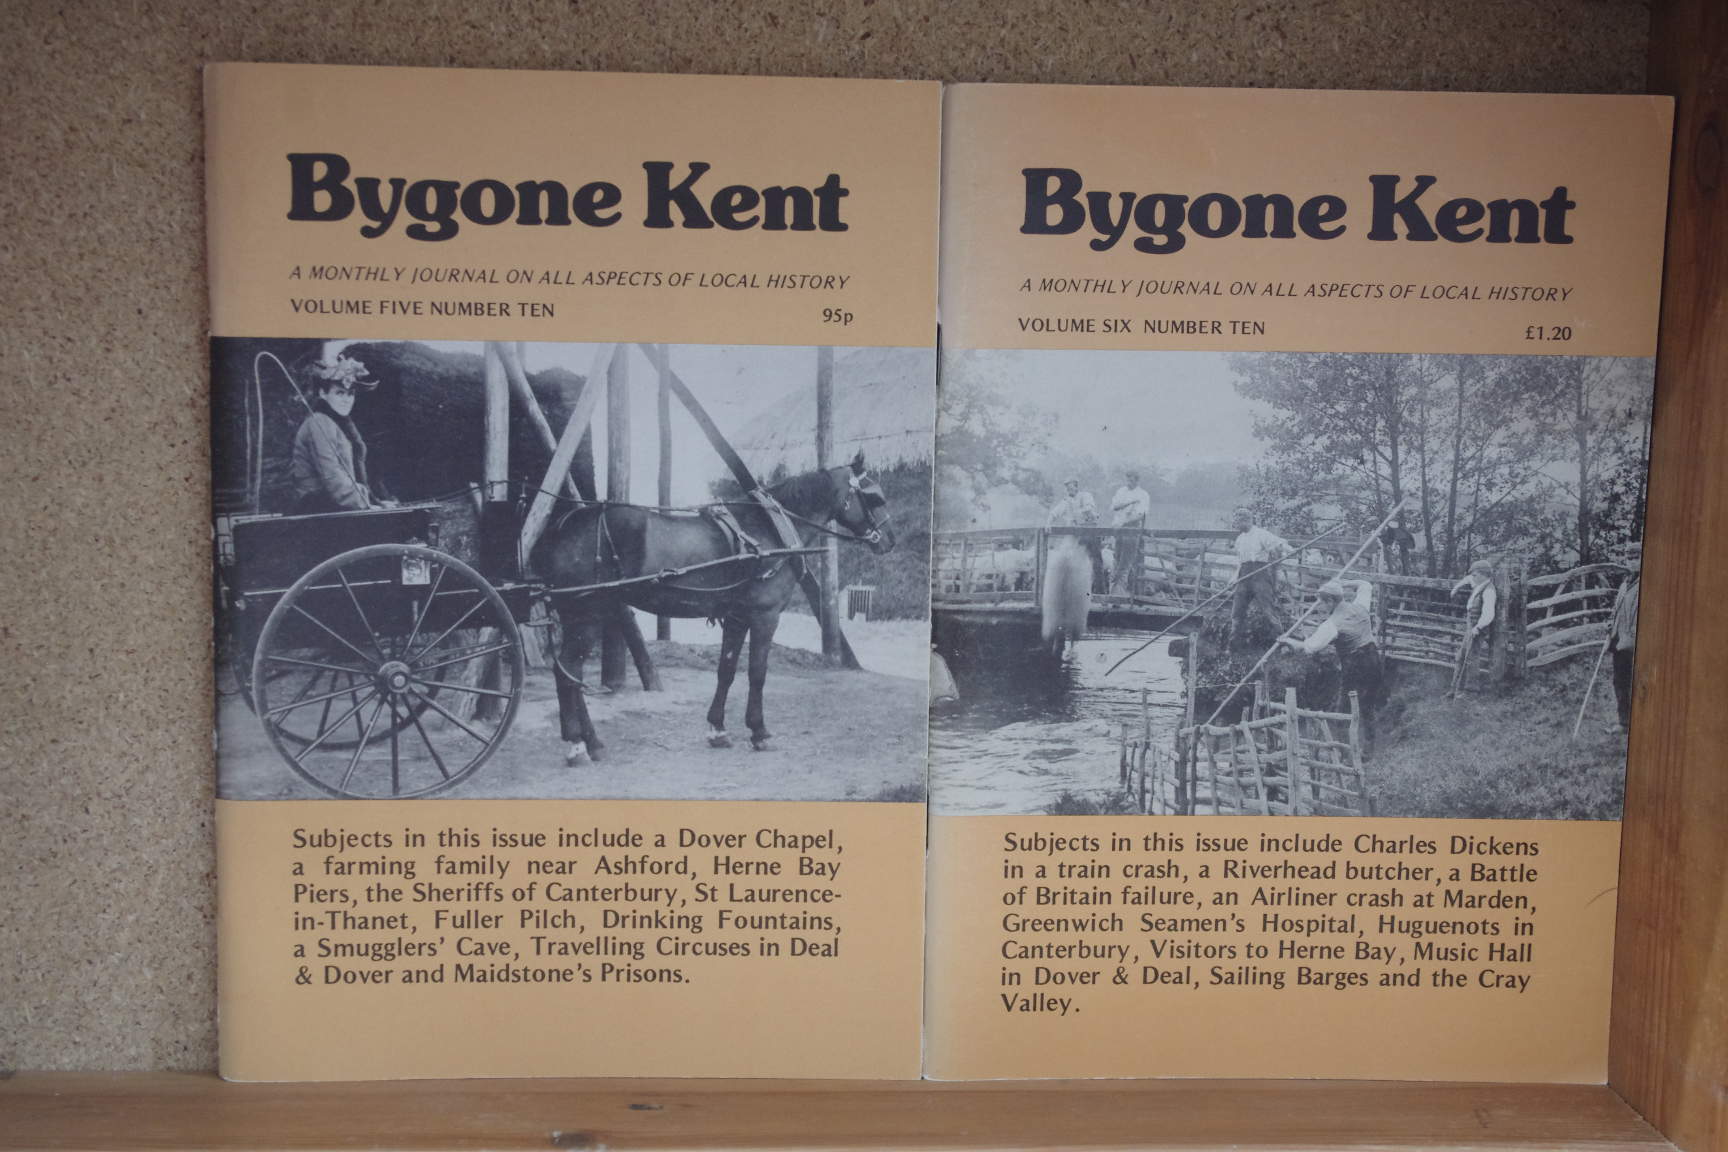 Bygone Kent
A MONTHLY JOURNAL ON ALL ASPECTS OF LOCAL HISTORY
VOLUME FIVE NUMBER TEN
95p
Subjects in this issue include a Dover Chapel,
a farming family near Ashford, Herne Bay
Piers, the Sheriffs of Canterbury, St Laurence-
in-Thanet, Fuller Pilch, Drinking Fountains,
a Smugglers' Cave, Travelling Circuses in Deal
& Dover and Maidstone's Prisons.
Bygone Kent
A MONTHLY JOURNAL ON ALL ASPECTS OF LOCAL HISTORY
VOLUME SIX NUMBER TEN
£1.20
Subjects in this issue include Charles Dickens
in a train crash, a Riverhead butcher, a Battle
of Britain failure, an Airliner crash at Marden,
Greenwich Seamen's Hospital, Huguenots in
Canterbury, Visitors to Herne Bay, Music Hall
in Dover & Deal, Sailing Barges and the Cray
Valley.